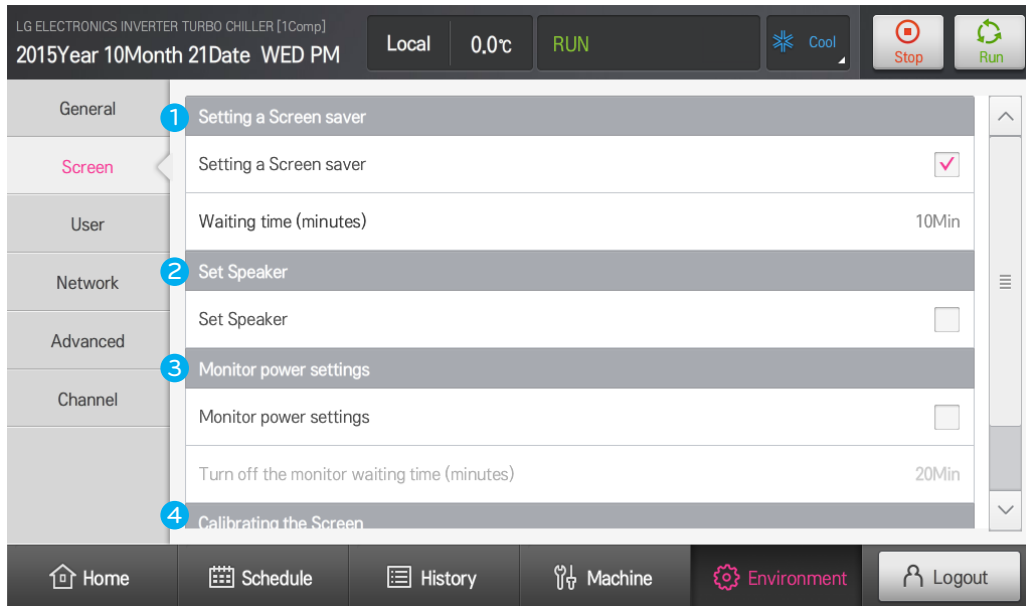 LG ELECTRONICS INVERTER TURBO CHILLER [1Comp]
2015Year 10Month 21Date WED PM
Local
0.0℃
RUN
Cool
Stop
Run
General
Screen
User
Network
Advanced
Channel
1 Setting a Screen saver
Setting a Screen saver
Waiting time (minutes) 10Min
2 Set Speaker
Set Speaker
3 Monitor power settings
Monitor power settings
Turn off the monitor waiting time (minutes) 20Min
4 Calibrating the Screen
Home
Schedule
History
Machine
Environment
Logout